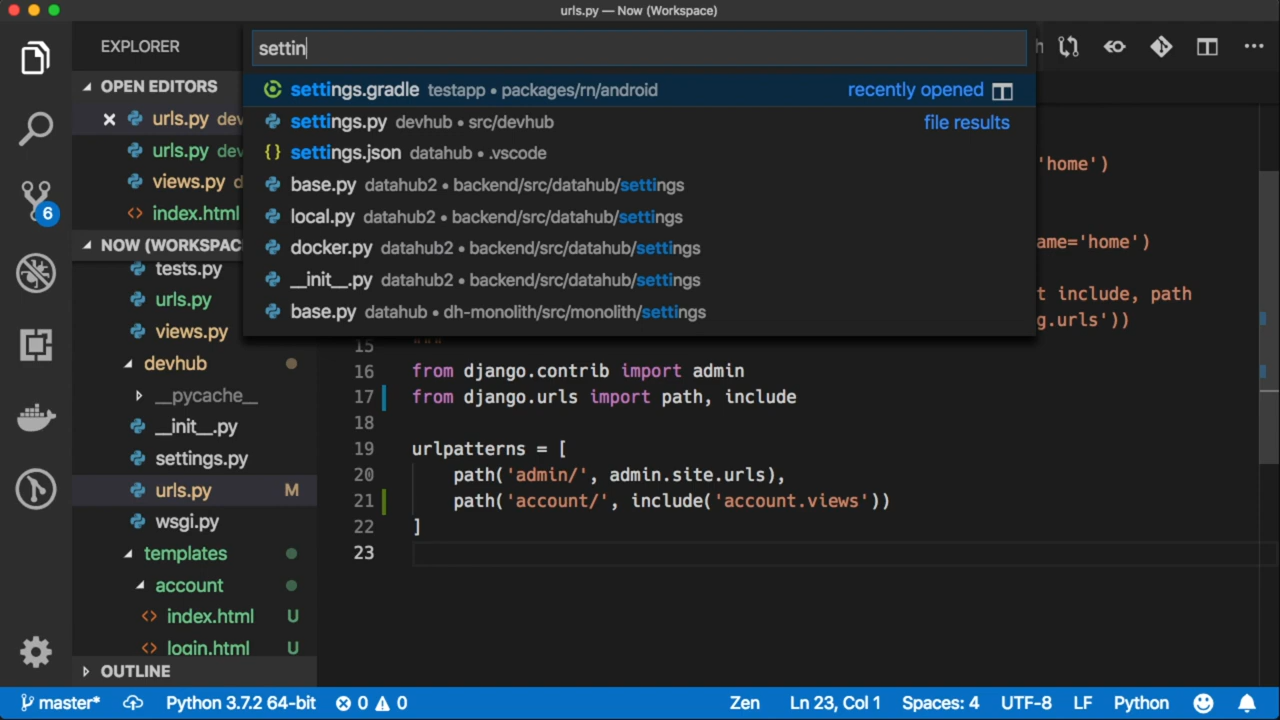 urls.py — Now (Workspace)
EXPLORER
OPEN EDITORS
urls.py dev
urls.py dev
views.py d
index.html
NOW (WORKSPAC
tests.py
urls.py
views.py
devhub
__pycache__
__init__.py
settings.py
urls.py M
wsgi.py
templates
account
index.html U
login.html U
OUTLINE
settin
settings.gradle testapp • packages/rn/android recently opened
settings.py devhub • src/devhub file results
{} settings.json datahub • .vscode
base.py datahub2 • backend/src/datahub/settings
local.py datahub2 • backend/src/datahub/settings
docker.py datahub2 • backend/src/datahub/settings
__init__.py datahub2 • backend/src/datahub/settings
base.py datahub • dh-monolith/src/monolith/settings
'home')
ame='home')
t include, path
g.urls'))
15 """
16 from django.contrib import admin
17 from django.urls import path, include
18
19 urlpatterns = [
20 path('admin/', admin.site.urls),
21 path('account/', include('account.views'))
22 ]
23
6
master* Python 3.7.2 64-bit 0 0 Zen Ln 23, Col 1 Spaces: 4 UTF-8 LF Python